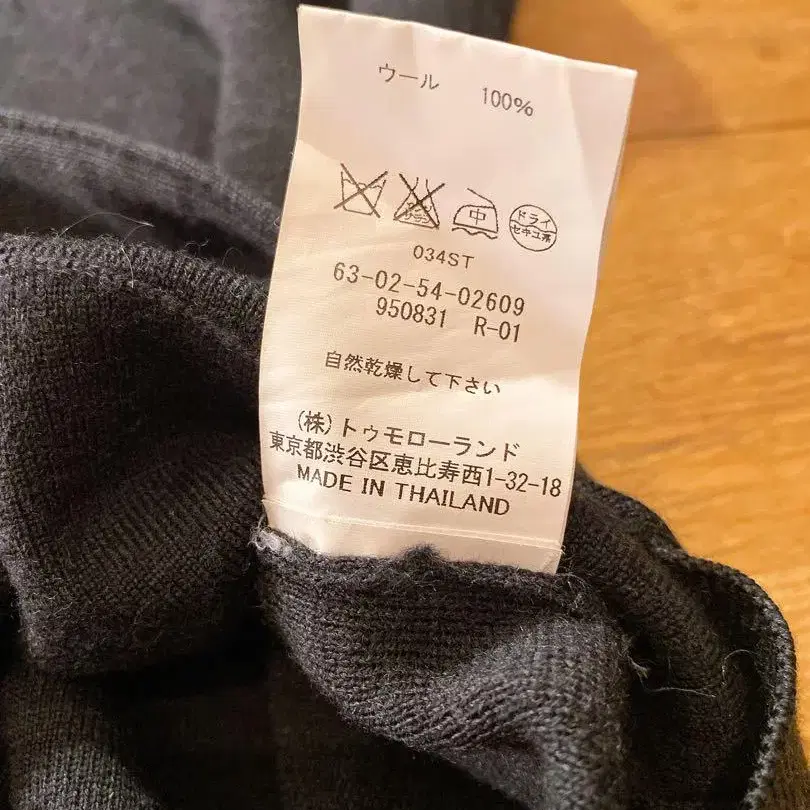 ウール 100%
中 ドライ
セキユ系
034ST
63-02-54-02609
950831 R-01
自然乾燥して下さい
(株)トゥモローランド
東京都渋谷区恵比寿西1-32-18
MADE IN THAILAND